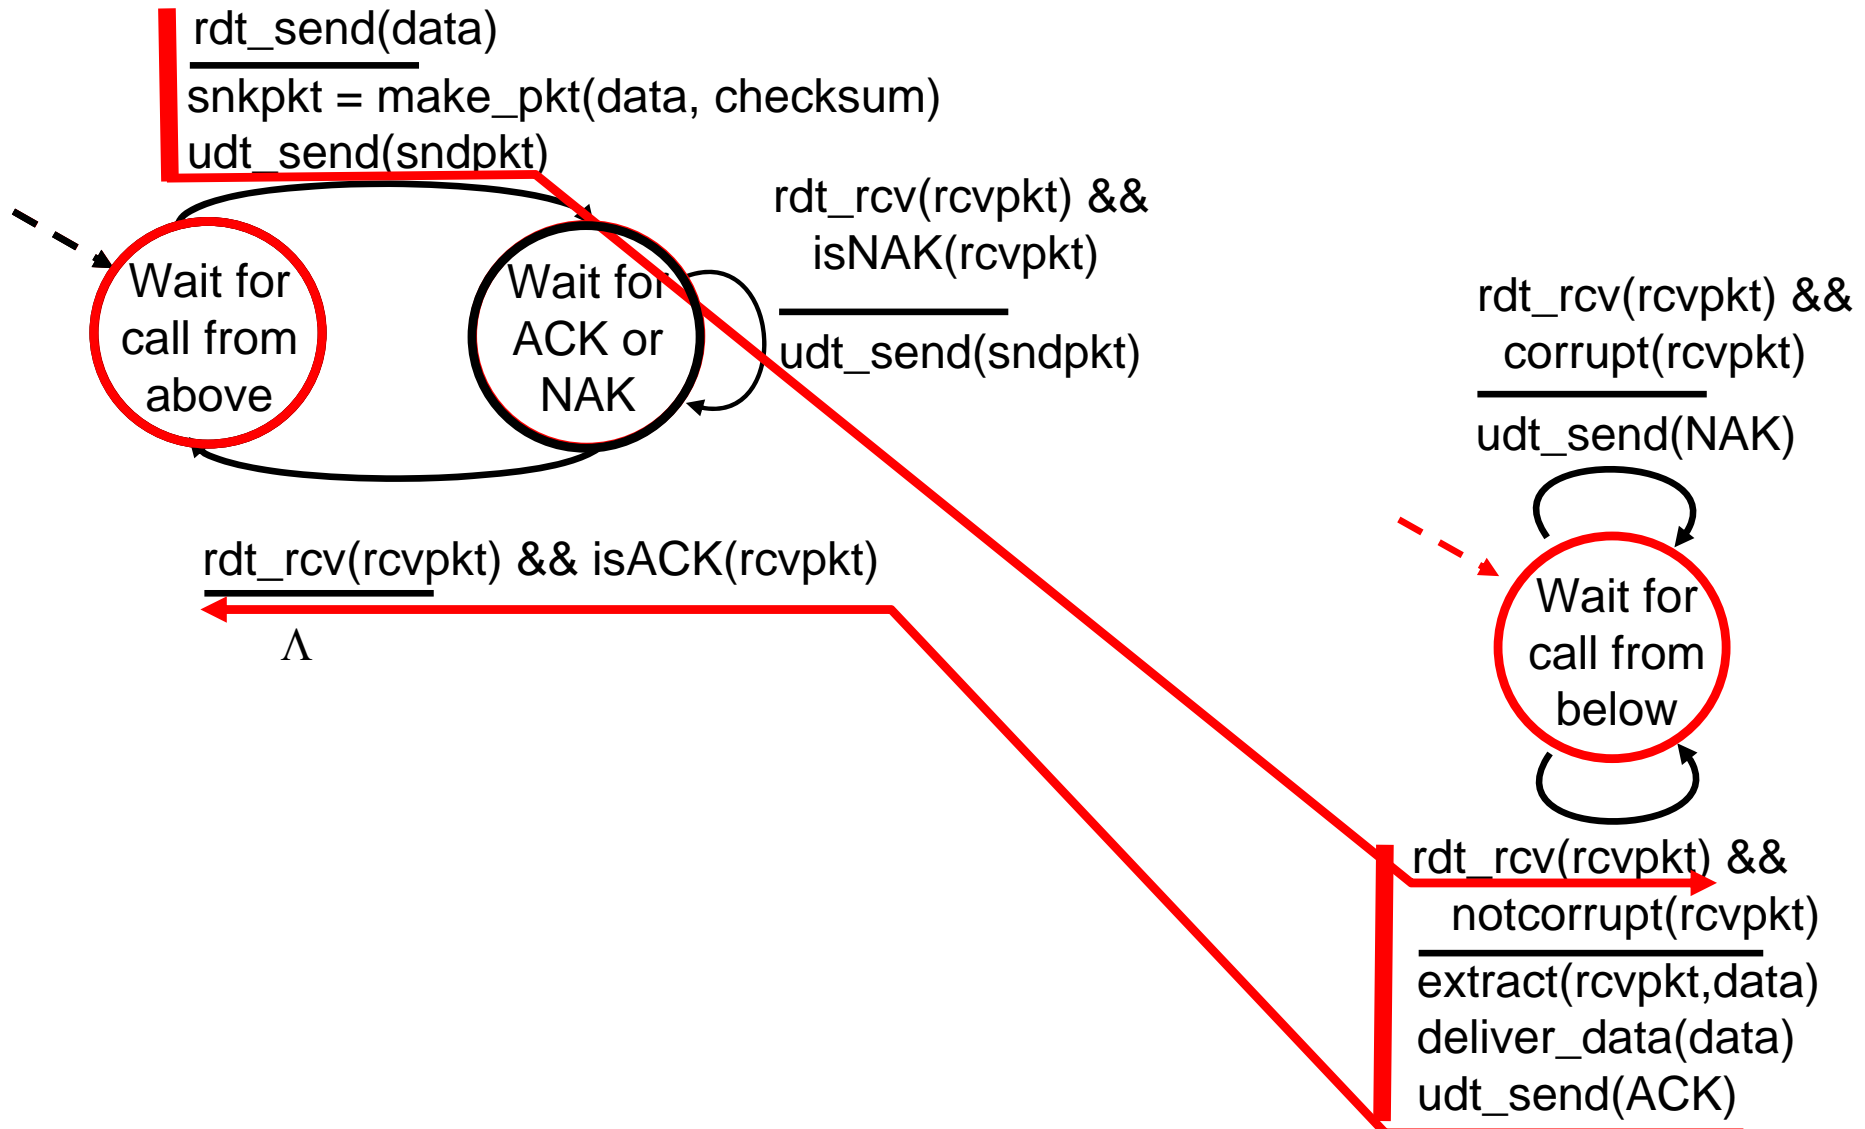 rdt_send(data)
snkpkt = make_pkt(data, checksum)
udt_send(sndpkt)
Wait for
call from
above
Wait for
ACK or
NAK
rdt_rcv(rcvpkt) &&
isNAK(rcvpkt)
udt_send(sndpkt)
rdt_rcv(rcvpkt) && isACK(rcvpkt)
Λ
rdt_rcv(rcvpkt) &&
corrupt(rcvpkt)
udt_send(NAK)
Wait for
call from
below
rdt_rcv(rcvpkt) &&
notcorrupt(rcvpkt)
extract(rcvpkt,data)
deliver_data(data)
udt_send(ACK)